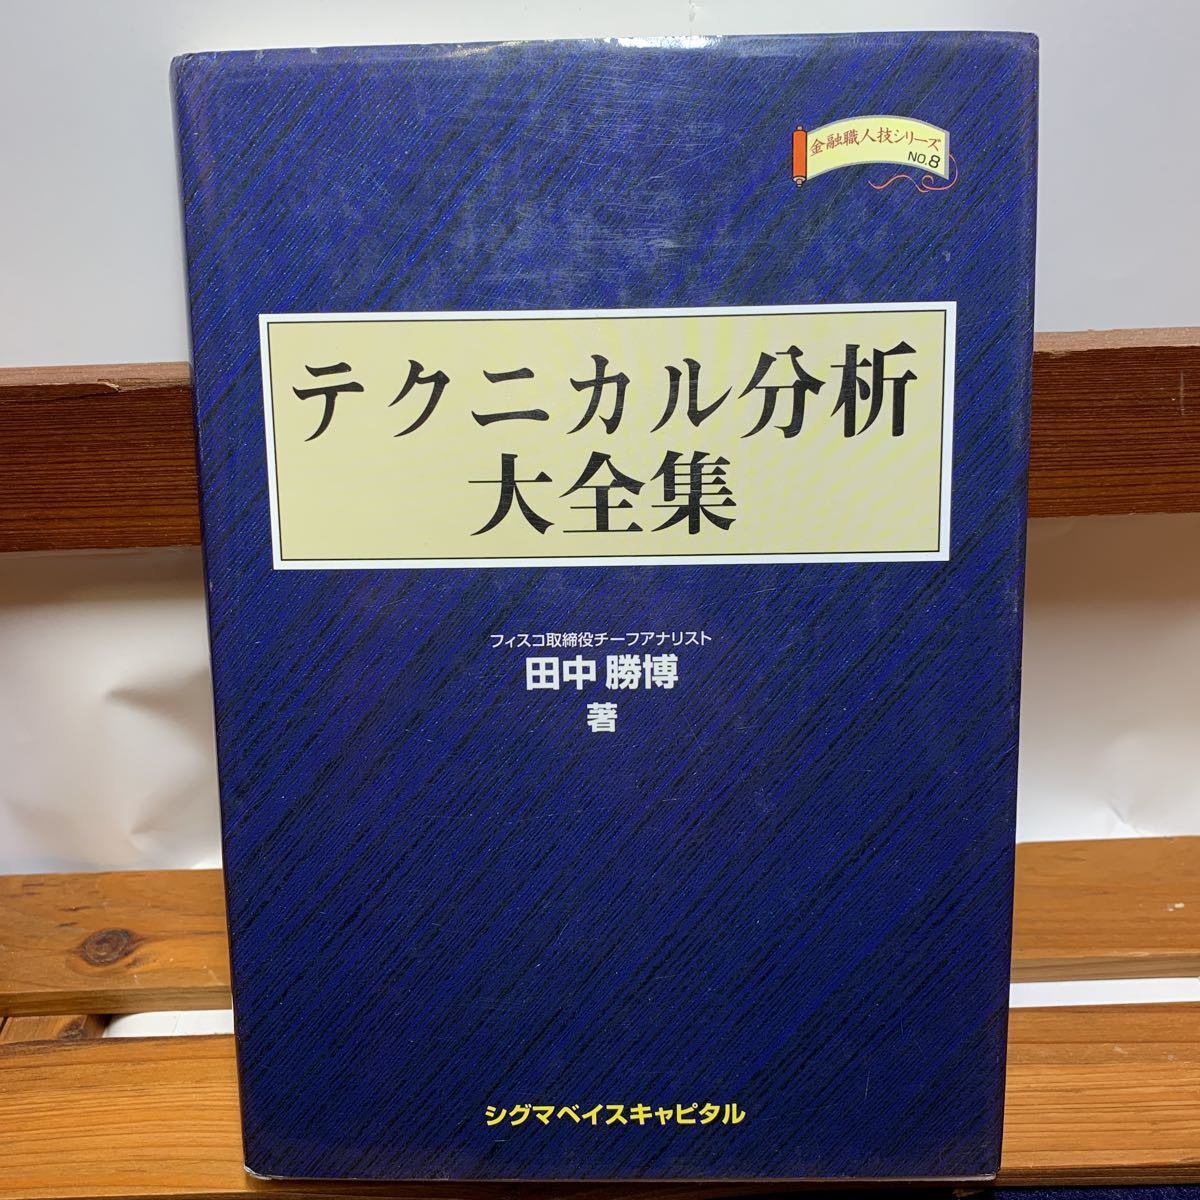 金融職人技シリーズ
NO.8
テクニカル分析
大全集
フィスコ取締役チーフアナリスト
田中 勝博
著
シグマベイスキャピタル